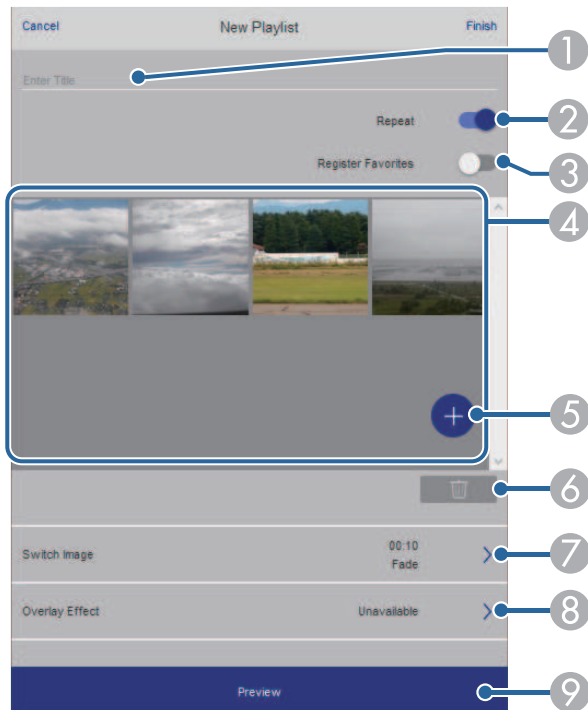 Cancel New Playlist Finish
1
Enter Title
Repeat
2
Register Favorites
3
4
5
6
Switch Image
00:10
Fade
7
Overlay Effect Unavailable
8
Preview
9